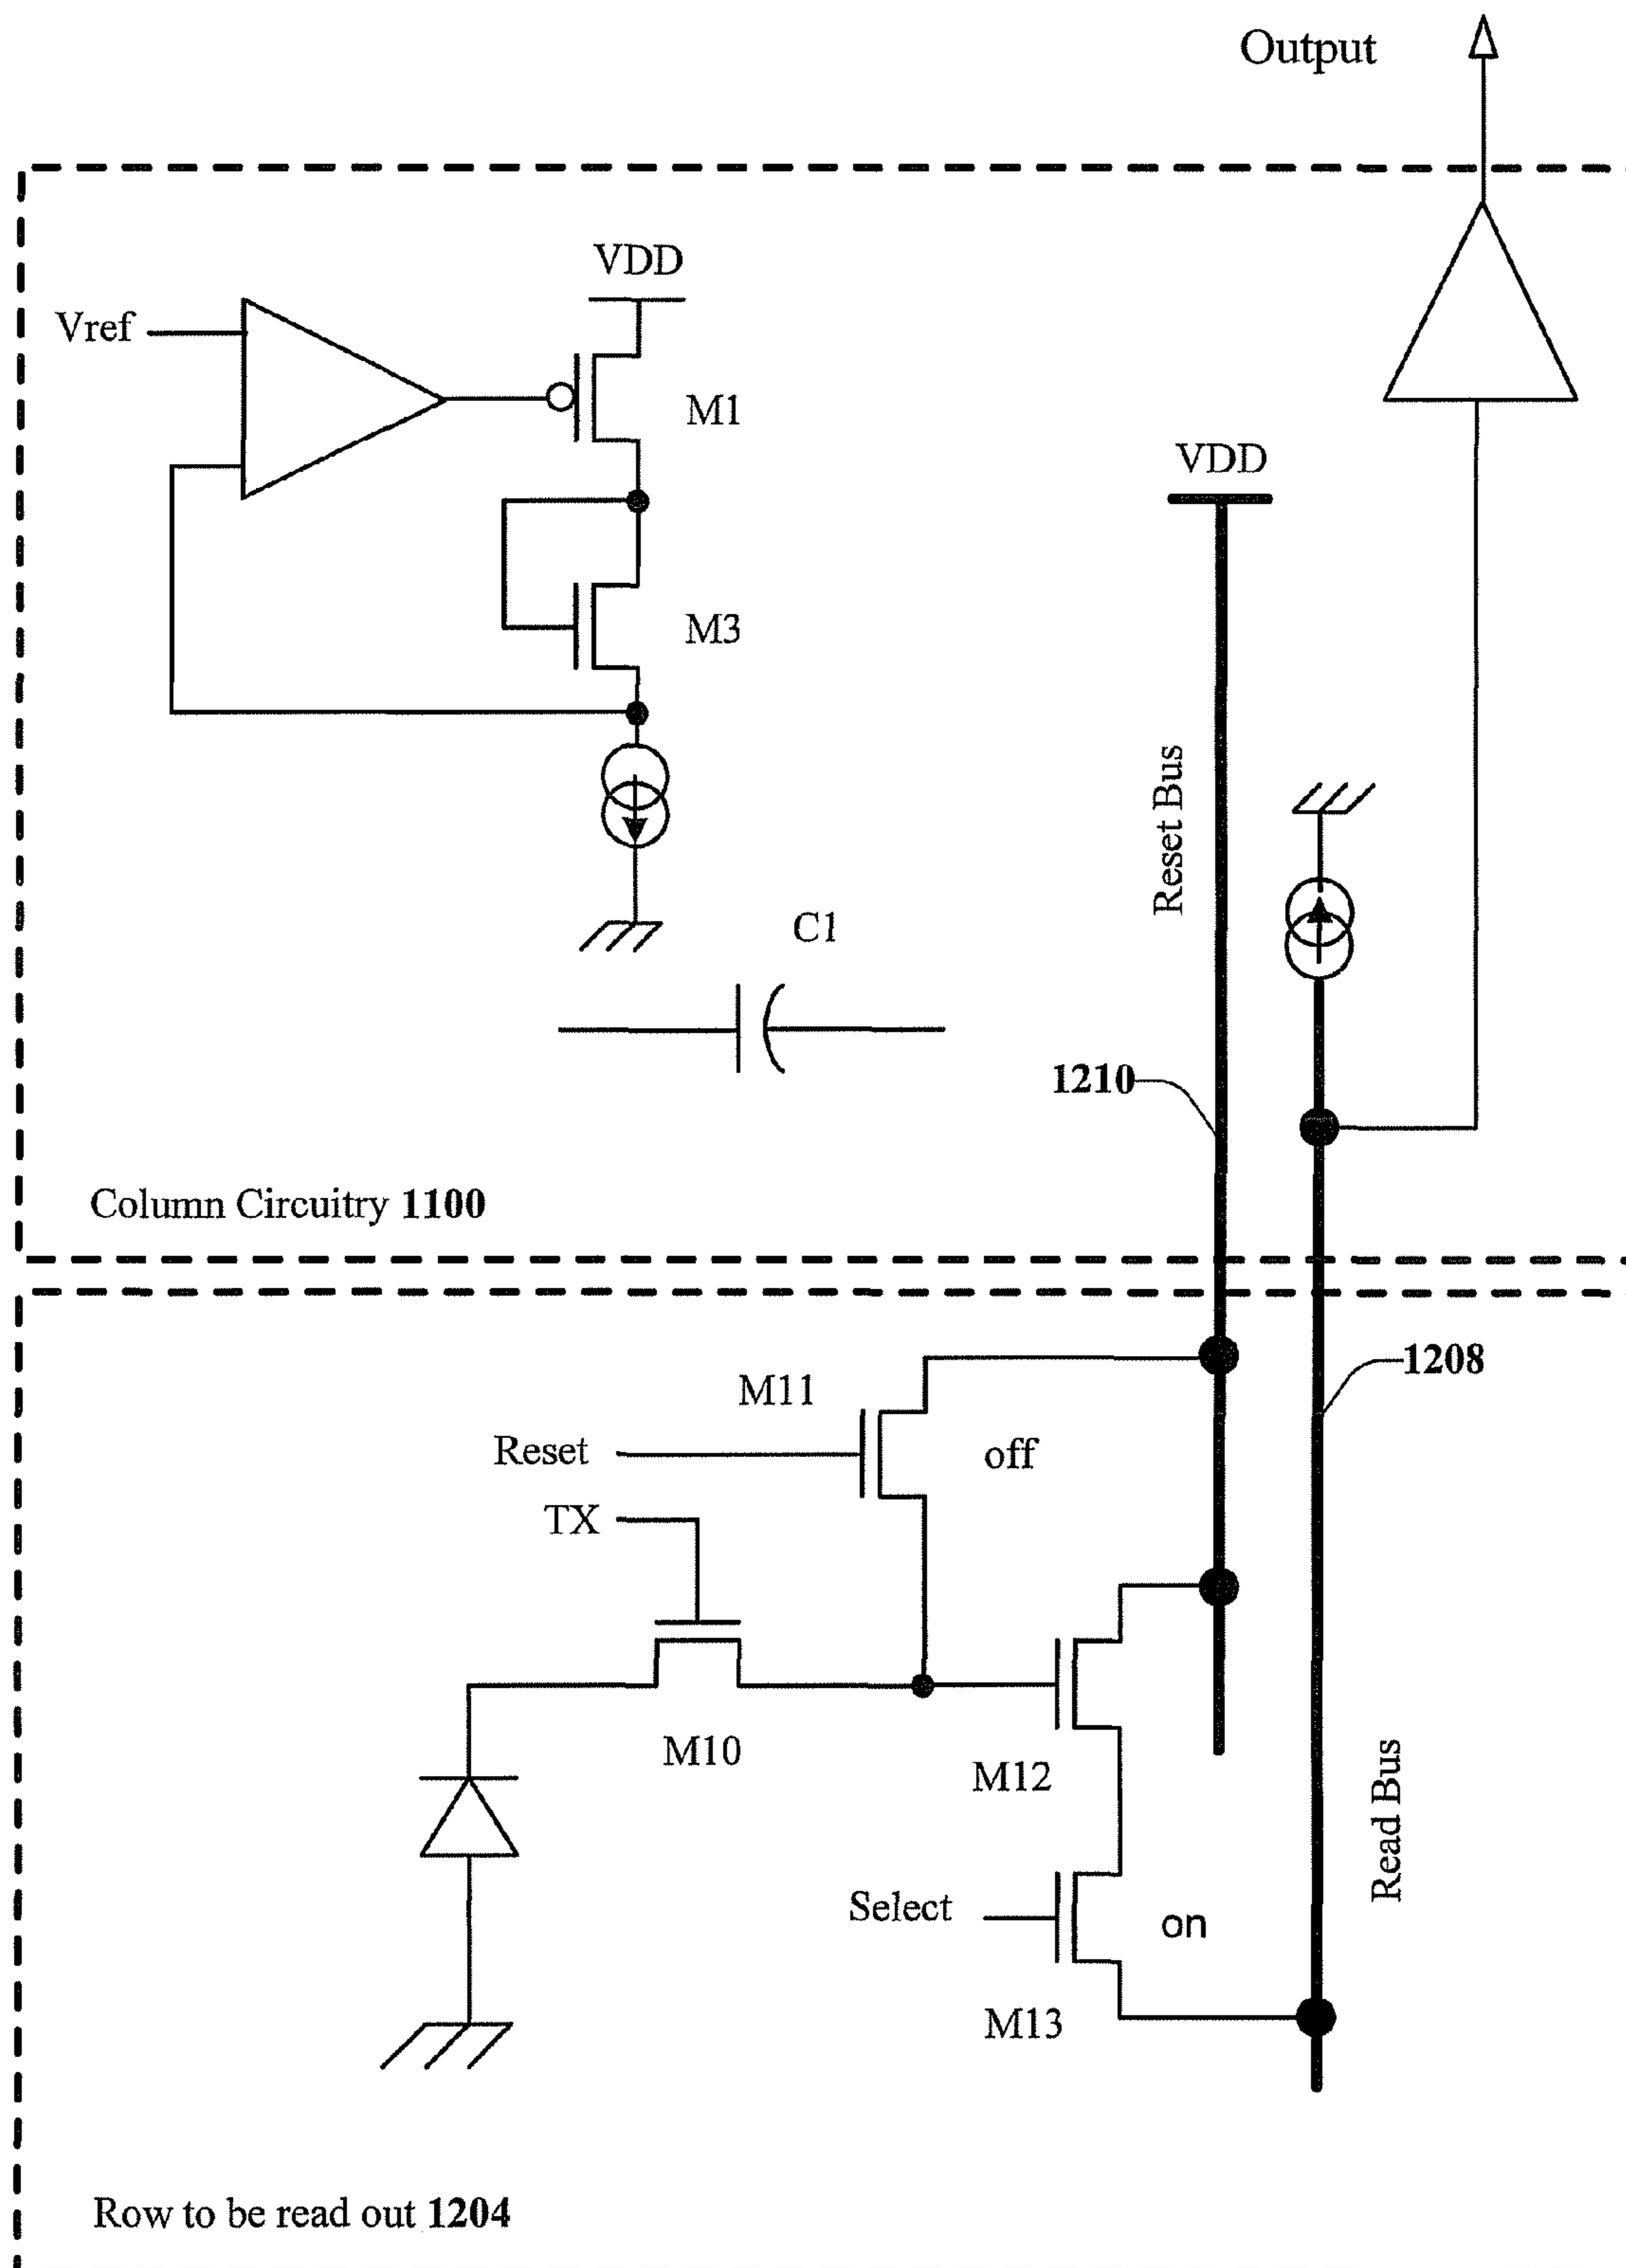 Output
VDD
Vref
M1
VDD
M3
Reset Bus
C1
1210
Column Circuitry 1100
1208
M11
Reset
off
TX
M10
M12
Read Bus
Select
on
M13
Row to be read out 1204